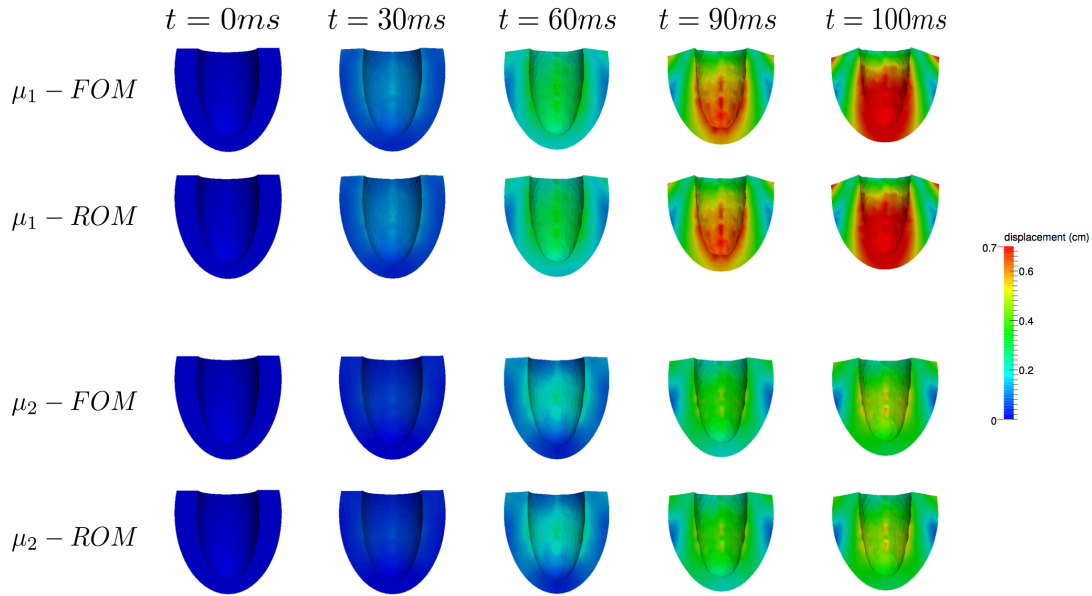 t = 0ms t = 30ms t = 60ms t = 90ms t = 100ms
μ₁ − FOM
μ₁ − ROM
displacement (cm)
0.7
0.6
0.4
0.2
0
μ₂ − FOM
μ₂ − ROM